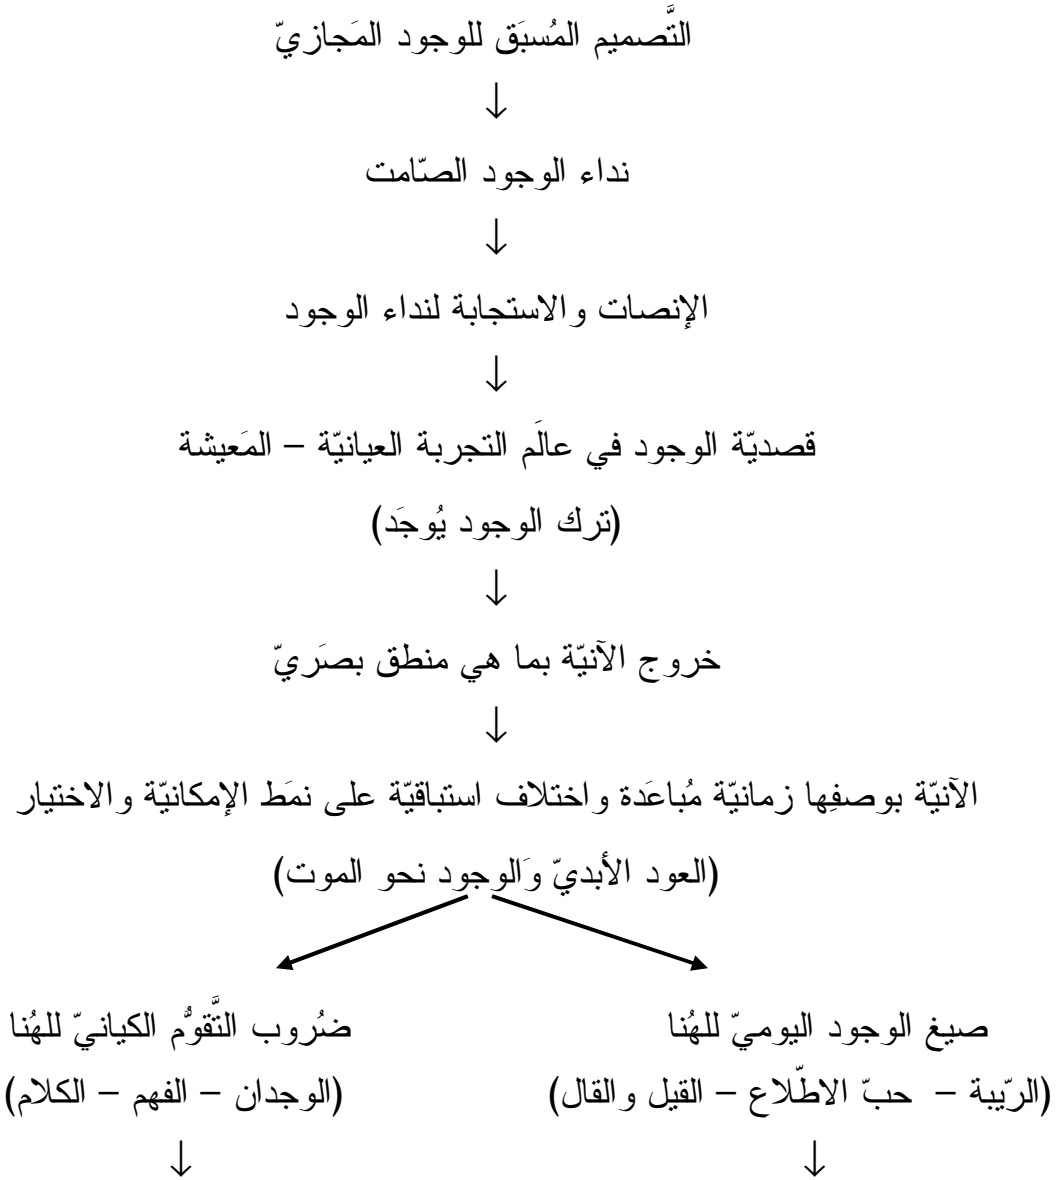 التَّصميم المُسبَق للوجود المَجازيّ
↓
نداء الوجود الصّامت
↓
الإنصات والاستجابة لنداء الوجود
↓
قصديّة الوجود في عالَم التجربة العيانيّة – المَعيشة
(ترك الوجود يُوجَد)
↓
خروج الآنيّة بما هي منطق بصَريّ
↓
الآنيّة بوصفِها زمانيّة مُباعَدة واختلاف استباقيّة على نمَط الإمكانيّة والاختيار
(العود الأبديّ وَالوجود نحو الموت)
صيغ الوجود اليوميّ للهُنا
(الرّيبة – حبّ الاطّلاع – القيل والقال)
↓
ضُروب التَّقوُّم الكيانيّ للهُنا
(الوجدان – الفهم – الكلام)
↓